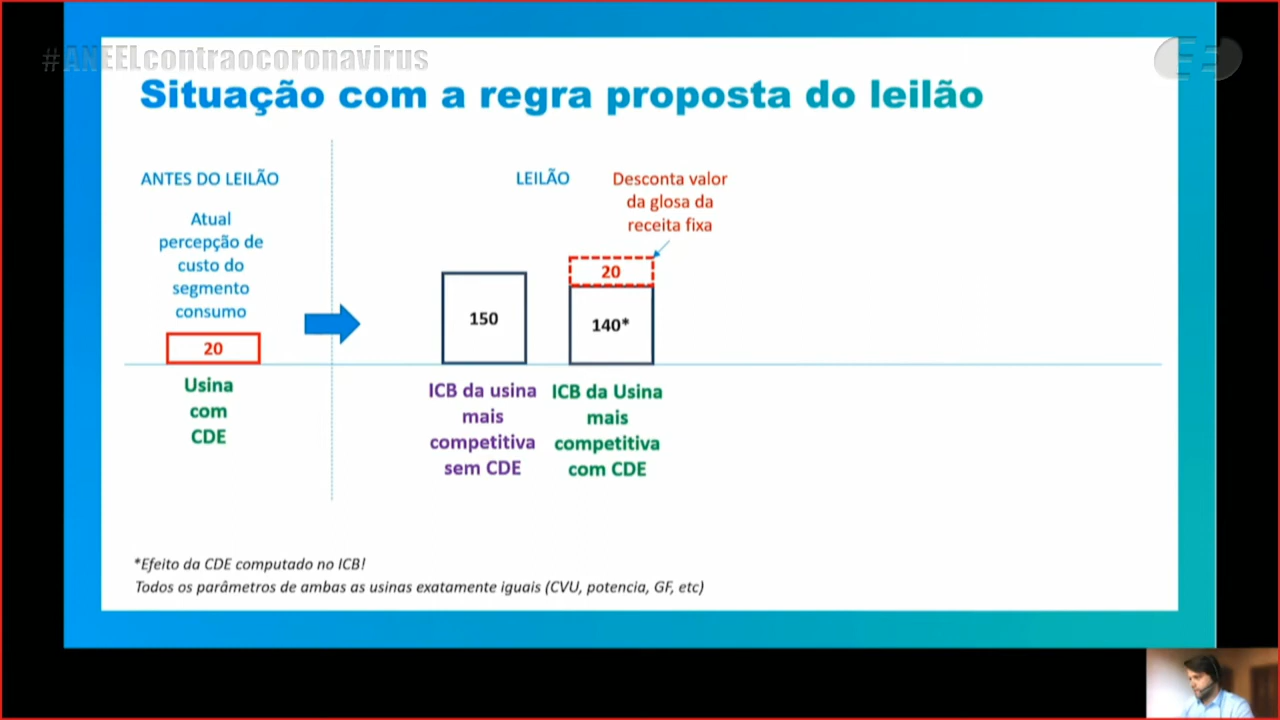 #ANEELcontraocoronavirus
Situação com a regra proposta do leilão
ANTES DO LEILÃO
Atual
percepção de
custo do
segmento
consumo
20
Usina
com
CDE
LEILÃO
Desconta valor
da glosa da
receita fixa
150
20
140*
ICB da usina
mais
competitiva
sem CDE
ICB da Usina
mais
competitiva
com CDE
*Efeito da CDE computado no ICB!
Todos os parâmetros de ambas as usinas exatamente iguais (CVU, potencia, GF, etc)